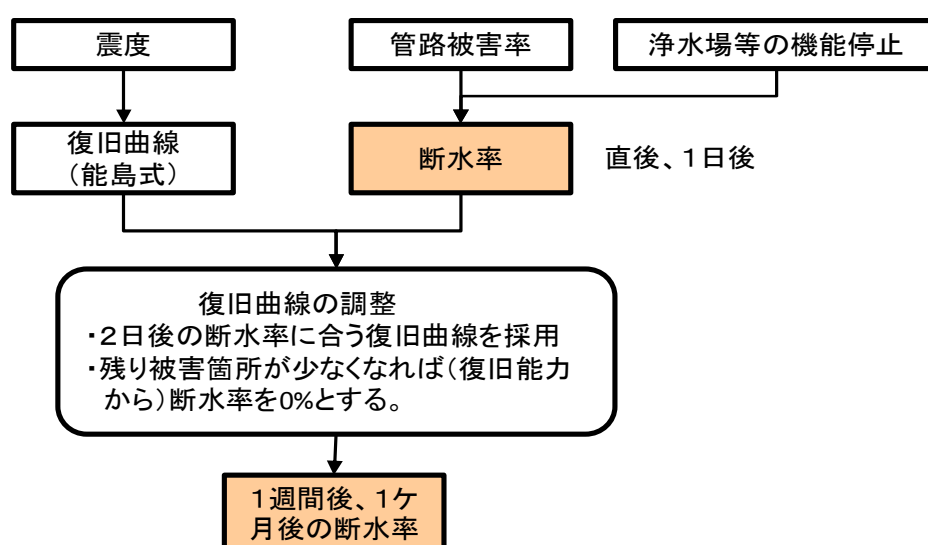 震度
管路被害率
浄水場等の機能停止
復旧曲線
(能島式)
断水率
直後、1日後
復旧曲線の調整
・2日後の断水率に合う復旧曲線を採用
・残り被害箇所が少なくなれば(復旧能力
から)断水率を0%とする。
1週間後、1ケ
月後の断水率